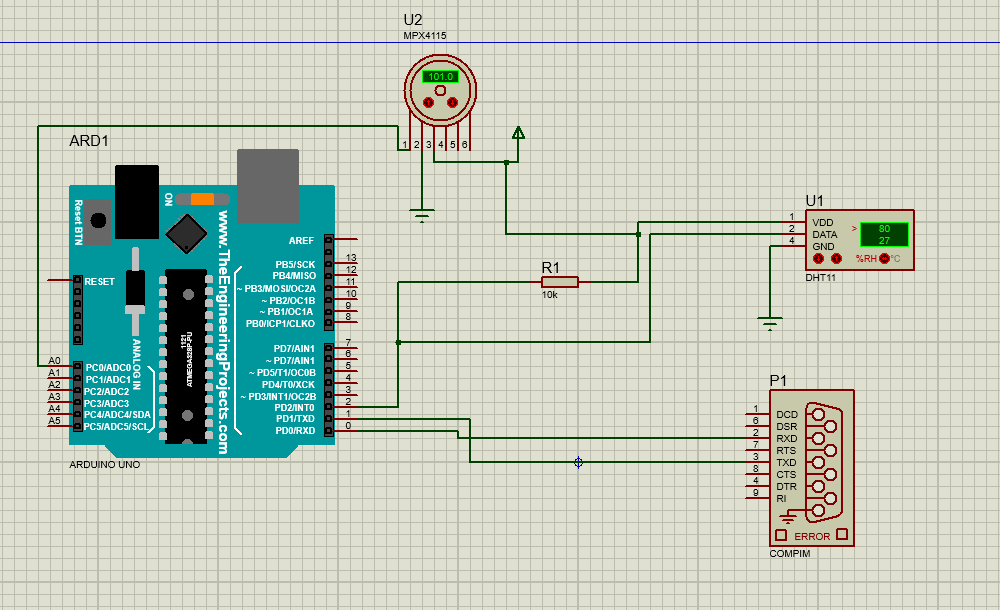 U2
MPX4115
101.0
1 2 3 4 5 6
ARD1
Reset BTN
ON
www.TheEngineeringProjects.com
RESET
AREF
PB5/SCK 13
PB4/MISO 12
~ PB3/MOSI/OC2A 11
~ PB2/OC1B 10
~ PB1/OC1A 9
PB0/ICP1/CLKO 8
PD7/AIN1 7
~ PD7/AIN1 6
~ PD5/T1/OC0B 5
PD4/T0/XCK 4
~ PD3/INT1/OC2B 3
PD2/INT0 2
PD1/TXD 1
PD0/RXD 0
ANALOG IN
A0 PC0/ADC0
A1 PC1/ADC1
A2 PC2/ADC2
A3 PC3/ADC3
A4 PC4/ADC4/SDA
A5 PC5/ADC5/SCL
ATMEGA328P-PU
1121
ARDUINO UNO
R1
10k
U1
1 VDD
2 DATA
4 GND
> 80
27
%RH °C
DHT11
P1
1 DCD
6 DSR
2 RXD
7 RTS
3 TXD
8 CTS
4 DTR
9 RI
ERROR
COMPIM